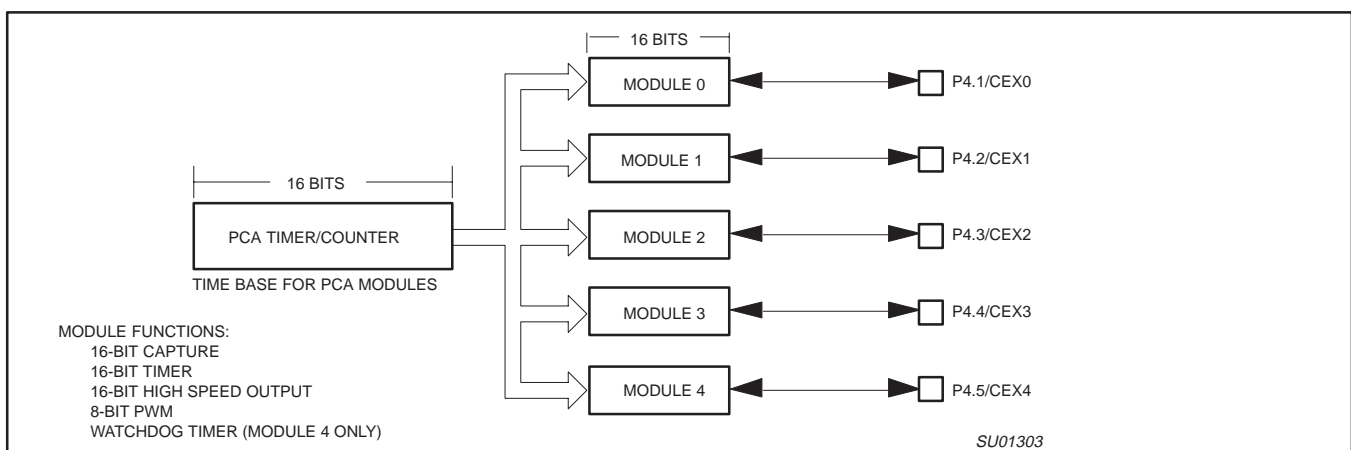 16 BITS
MODULE 0
P4.1/CEX0
MODULE 1
P4.2/CEX1
16 BITS
PCA TIMER/COUNTER
MODULE 2
P4.3/CEX2
TIME BASE FOR PCA MODULES
MODULE 3
P4.4/CEX3
MODULE FUNCTIONS:
16-BIT CAPTURE
16-BIT TIMER
16-BIT HIGH SPEED OUTPUT
8-BIT PWM
WATCHDOG TIMER (MODULE 4 ONLY)
MODULE 4
P4.5/CEX4
SU01303